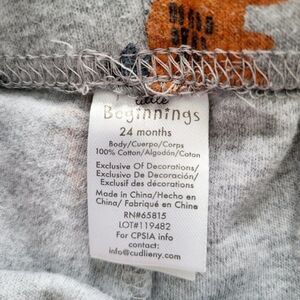 little
Beginnings
24 months
Body/Cuerpo/Corps
100% Cotton/Algodón/Coton
Exclusive Of Decorations/
Exclusivo De Decoración/
Exclusif des décorations
Made in China/Hecho en
China/ Fabriqué en China
RN#65815
LOT#119482
For CPSIA info
contact:
info@cudlieny.com